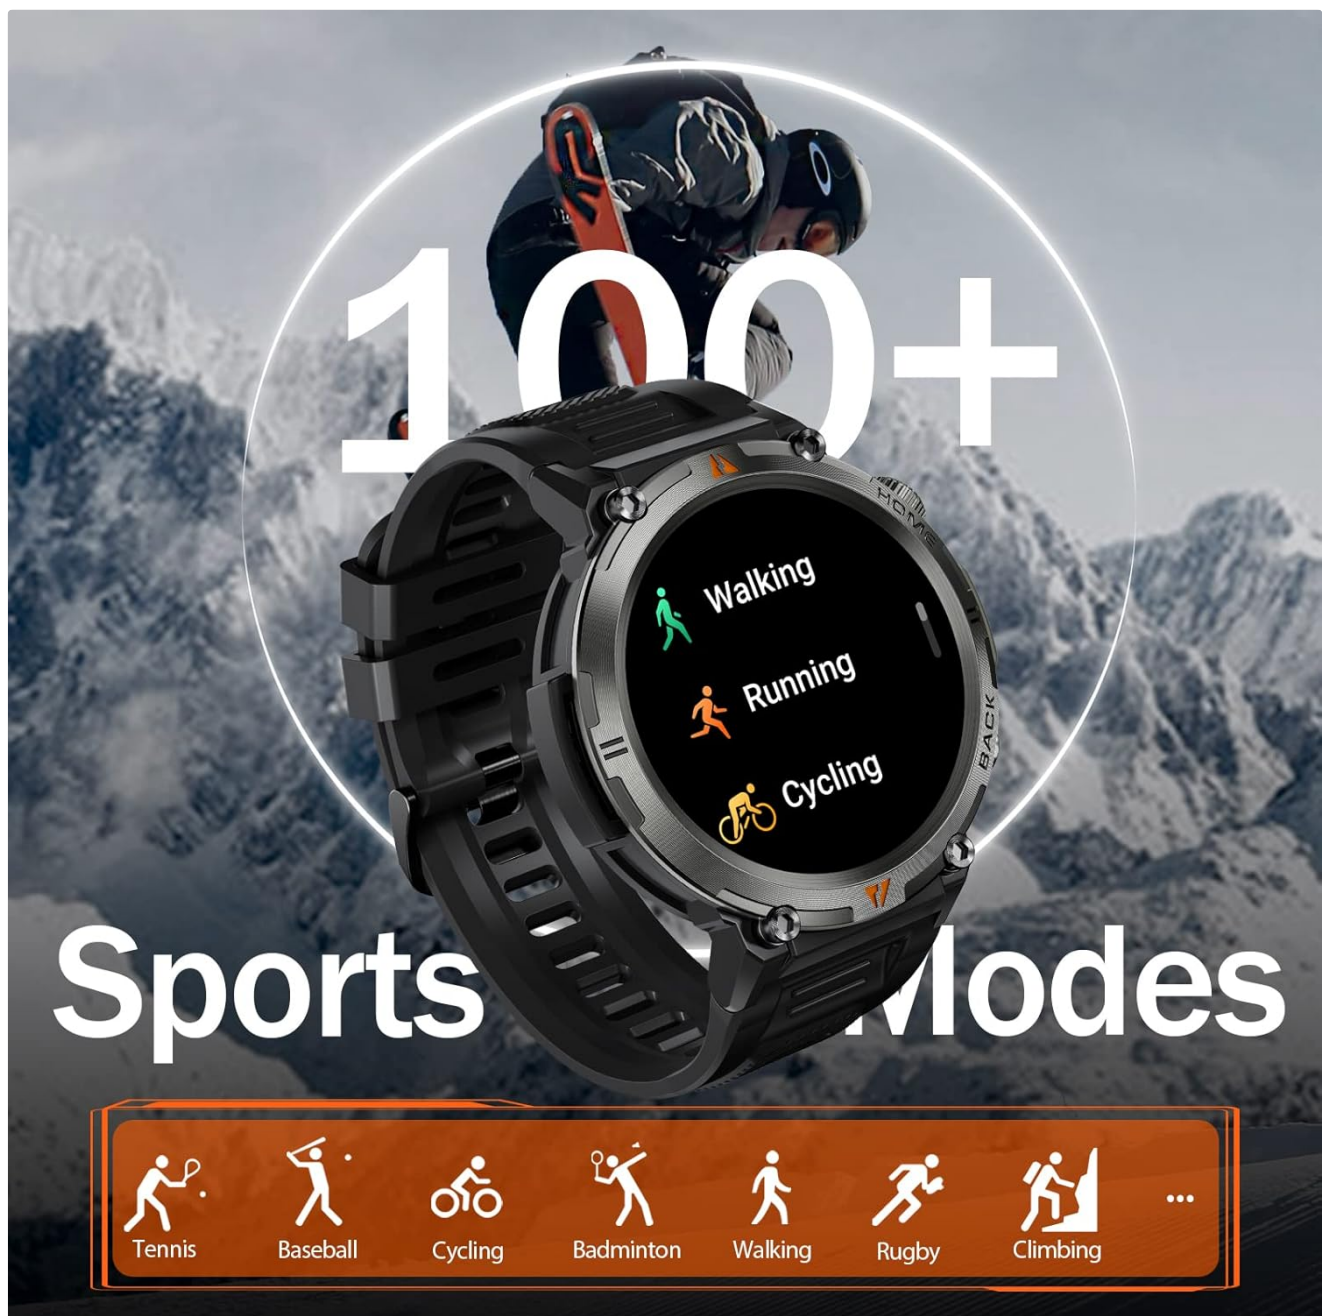 100+
HOME
Walking
Running
Cycling
BACK
Sports Modes
Tennis
Baseball
Cycling
Badminton
Walking
Rugby
Climbing
...